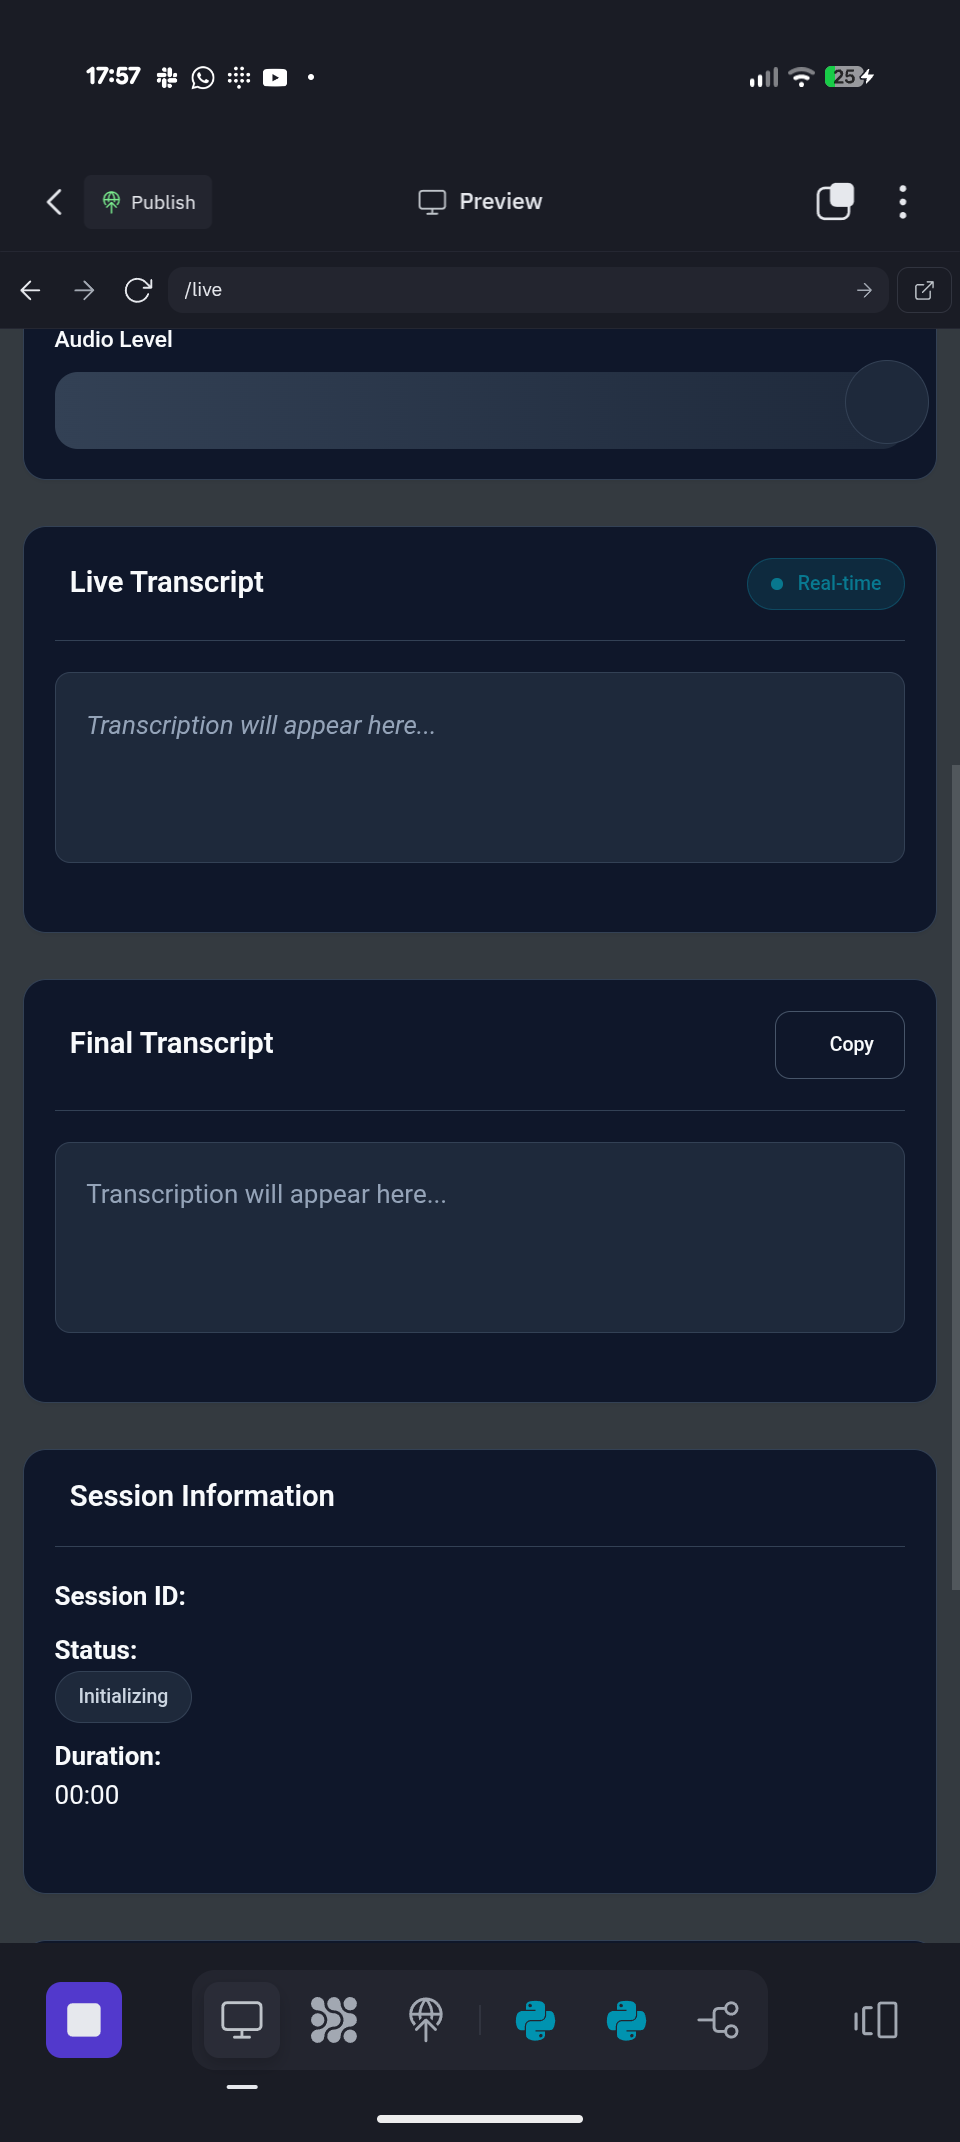 17:57
25
Publish
Preview
/live
Audio Level
Live Transcript
Real-time
Transcription will appear here...
Final Transcript
Copy
Transcription will appear here...
Session Information
Session ID:
Status:
Initializing
Duration:
00:00